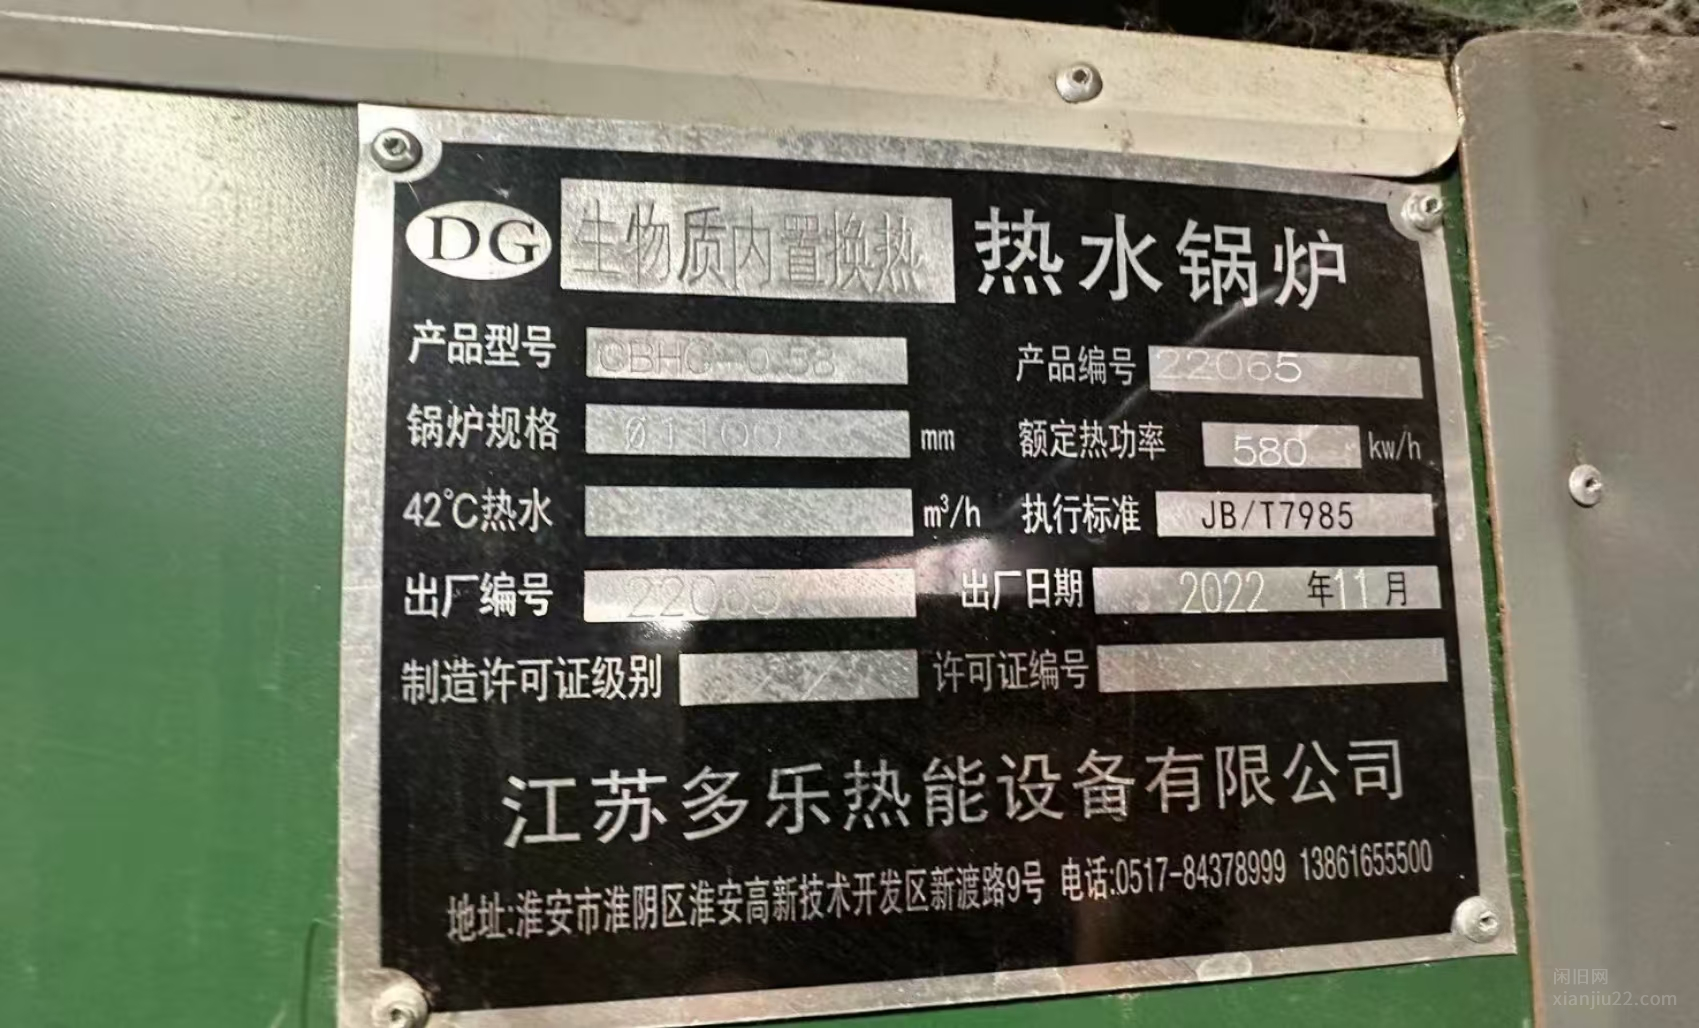 DG 生物质内置换热 热水锅炉
产品型号 CBHG-0.58 产品编号 22065
锅炉规格 Ø1100 mm 额定热功率 580 kw/h
42℃热水 m³/h 执行标准 JB/T7985
出厂编号 22065 出厂日期 2022 年11月
制造许可证级别 许可证编号
江苏多乐热能设备有限公司
地址:淮安市淮阴区淮安高新技术开发区新渡路9号 电话:0517-84378999 13861655500
闲旧网
xianjiu22.com